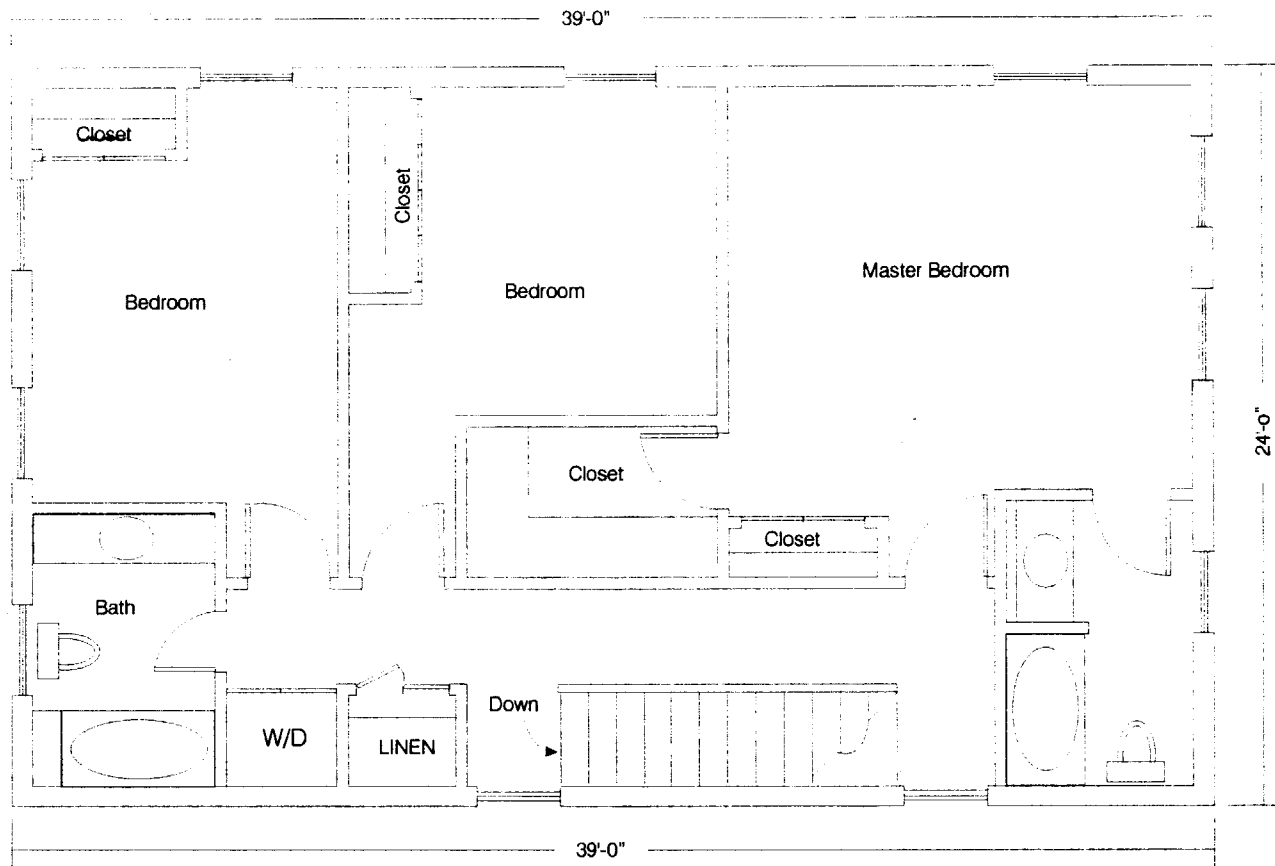 39'-0"
Closet
Closet
Master Bedroom
Bedroom
Bedroom
24'-0"
Closet
Closet
Bath
Down
W/D
LINEN
39'-0"